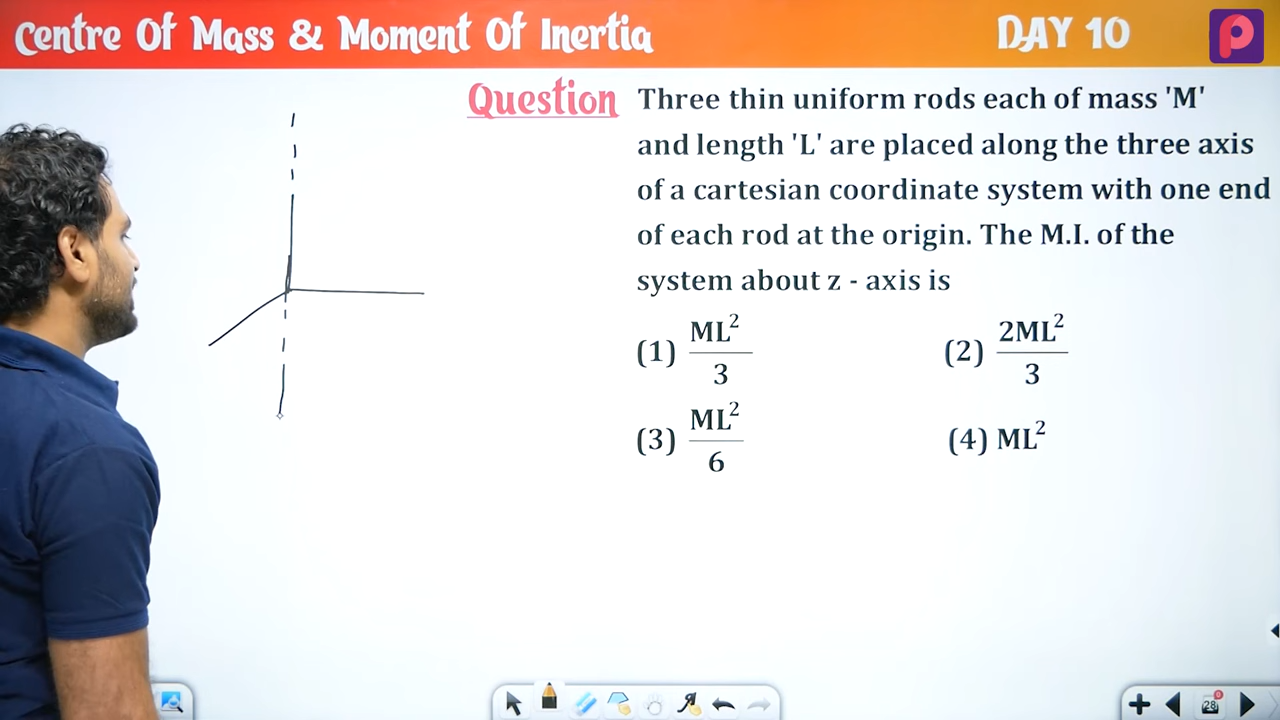 Centre Of Mass & Moment Of Inertia
DAY 10
Question
Three thin uniform rods each of mass 'M'
and length 'L' are placed along the three axis
of a cartesian coordinate system with one end
of each rod at the origin. The M.I. of the
system about z - axis is
(1) ML²/3
(2) 2ML²/3
(3) ML²/6
(4) ML²
28
0